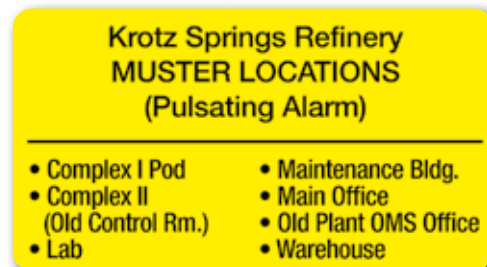 Krotz Springs Refinery
MUSTER LOCATIONS
(Pulsating Alarm)
• Complex I Pod
• Complex II
(Old Control Rm.)
• Lab
• Maintenance Bldg.
• Main Office
• Old Plant OMS Office
• Warehouse